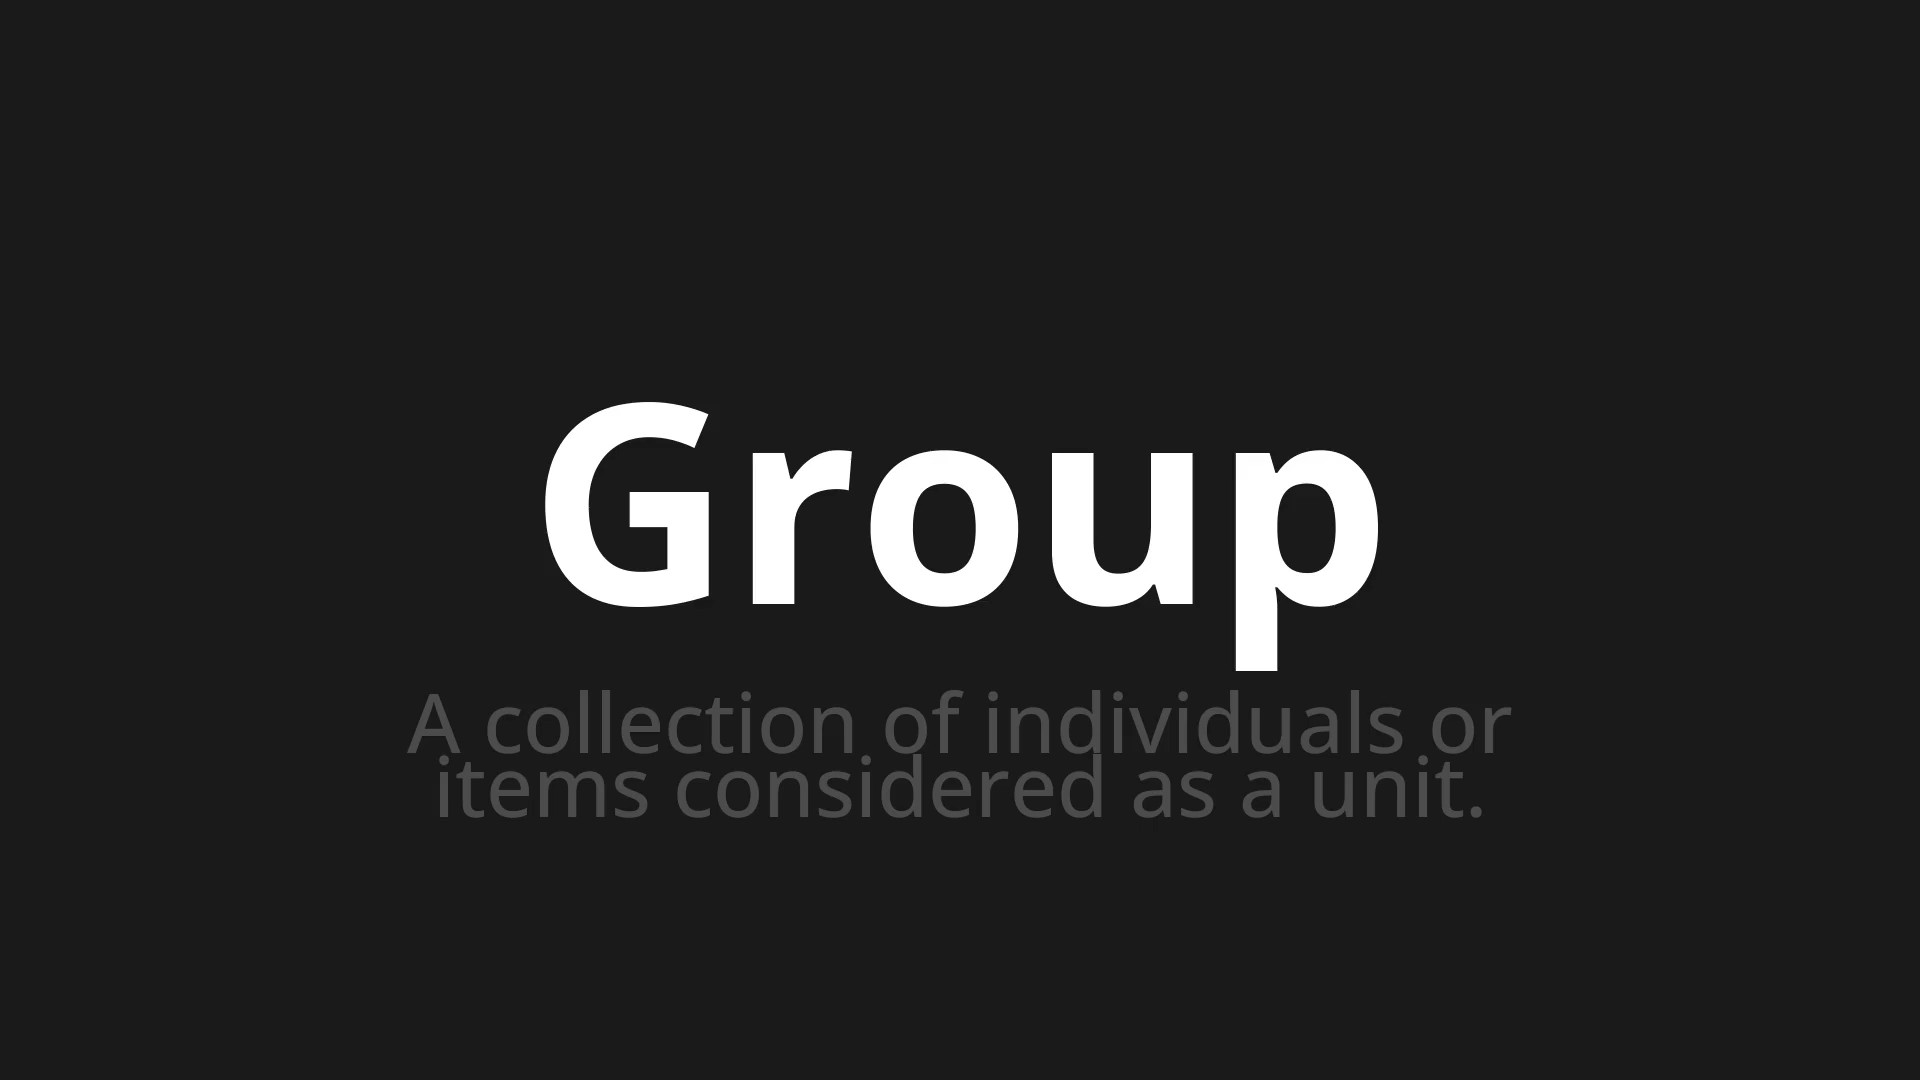 Group
A collection of individuals or
items considered as a unit.